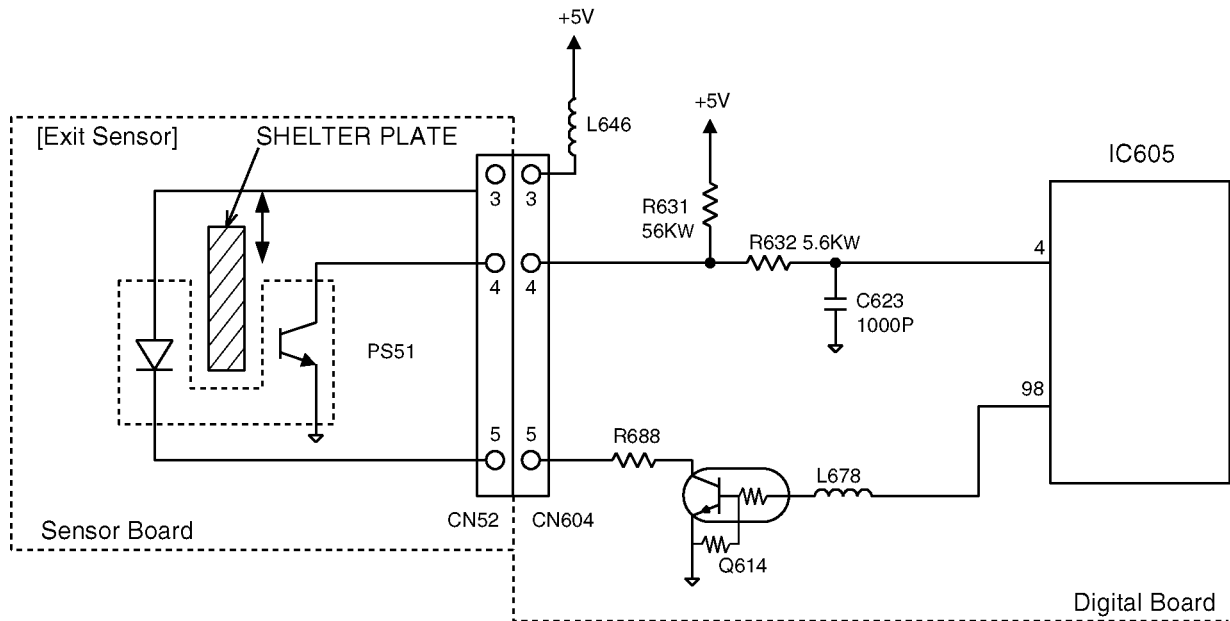 +5V
[Exit Sensor]
SHELTER PLATE
L646
+5V
IC605
3
3
R631
56KW
R632 5.6KW
4
4
4
C623
1000P
PS51
98
5
5
R688
L678
CN52
CN604
Q614
Sensor Board
Digital Board